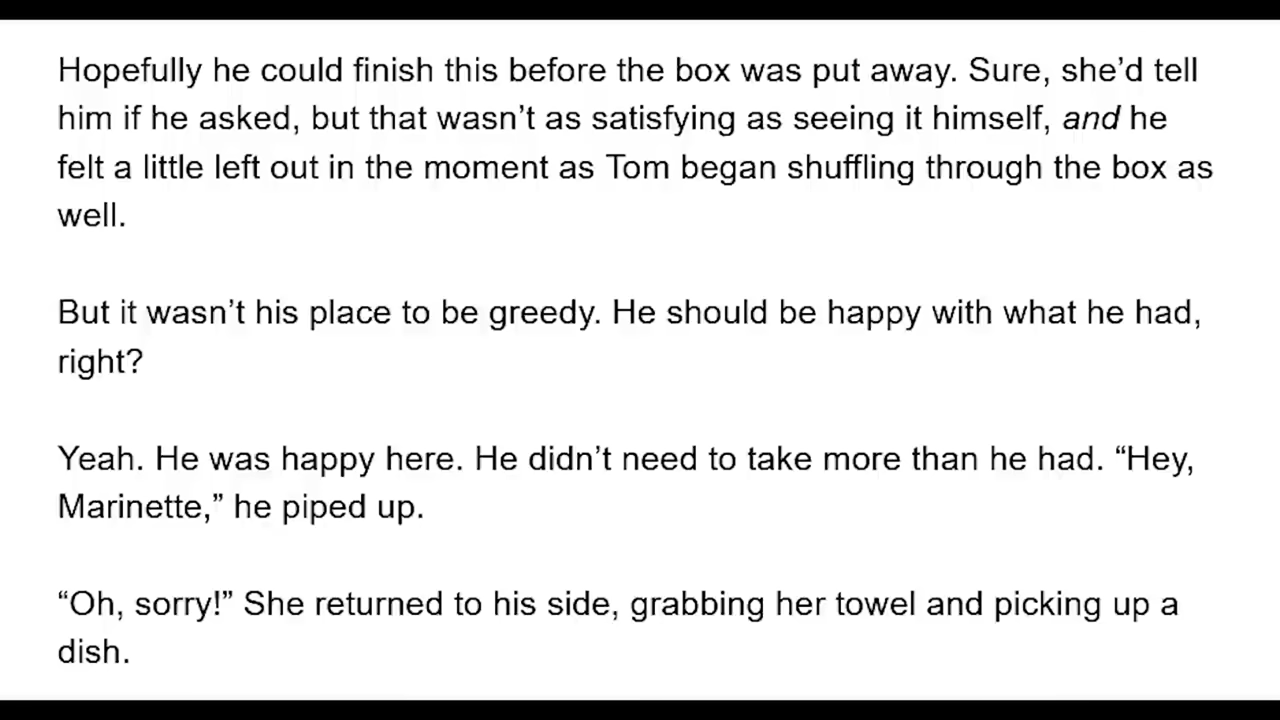 Hopefully he could finish this before the box was put away. Sure, she’d tell
him if he asked, but that wasn’t as satisfying as seeing it himself, and he
felt a little left out in the moment as Tom began shuffling through the box as
well.
But it wasn’t his place to be greedy. He should be happy with what he had,
right?
Yeah. He was happy here. He didn’t need to take more than he had. “Hey,
Marinette,” he piped up.
“Oh, sorry!” She returned to his side, grabbing her towel and picking up a
dish.